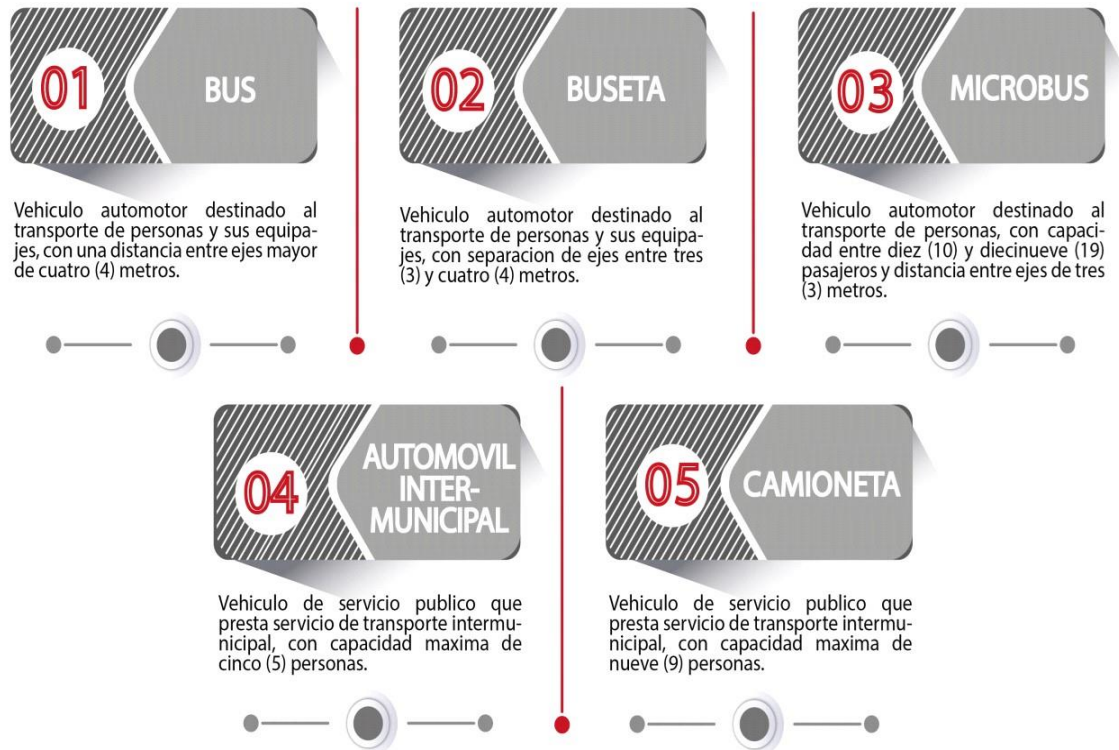 01
BUS
Vehiculo automotor destinado al
transporte de personas y sus equipa-
jes, con una distancia entre ejes mayor
de cuatro (4) metros.
02
BUSETA
Vehiculo automotor destinado al
transporte de personas y sus equipa-
jes, con separacion de ejes entre tres
(3) y cuatro (4) metros.
03
MICROBUS
Vehiculo automotor destinado al
transporte de personas, con capaci-
dad entre diez (10) y diecinueve (19)
pasajeros y distancia entre ejes de tres
(3) metros.
04
AUTOMOVIL
INTER-
MUNICIPAL
Vehiculo de servicio publico que
presta servicio de transporte intermu-
nicipal, con capacidad maxima de
cinco (5) personas.
05
CAMIONETA
Vehiculo de servicio publico que
presta servicio de transporte intermu-
nicipal, con capacidad maxima de
nueve (9) personas.